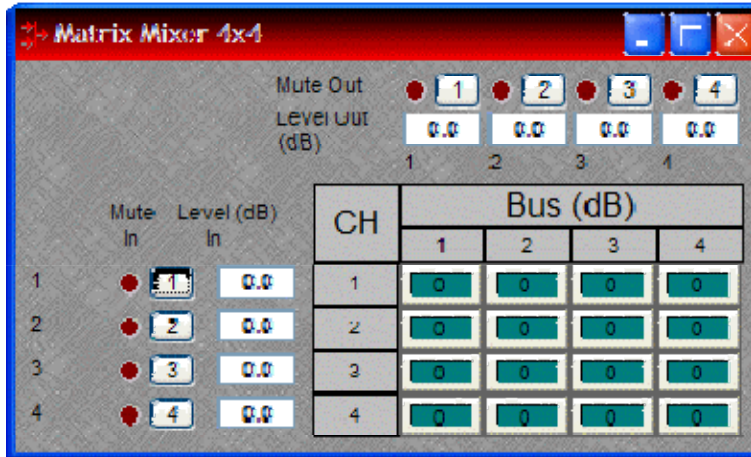 Matrix Mixer 4x4
Mute Out 1 2 3 4
Level Out (dB) 0.0 0.0 0.0 0.0
1 2 3 4
Mute In Level (dB) In
CH Bus (dB)
1 2 3 4
1 1 0.0 1 0 0 0 0
2 2 0.0 2 0 0 0 0
3 3 0.0 3 0 0 0 0
4 4 0.0 4 0 0 0 0